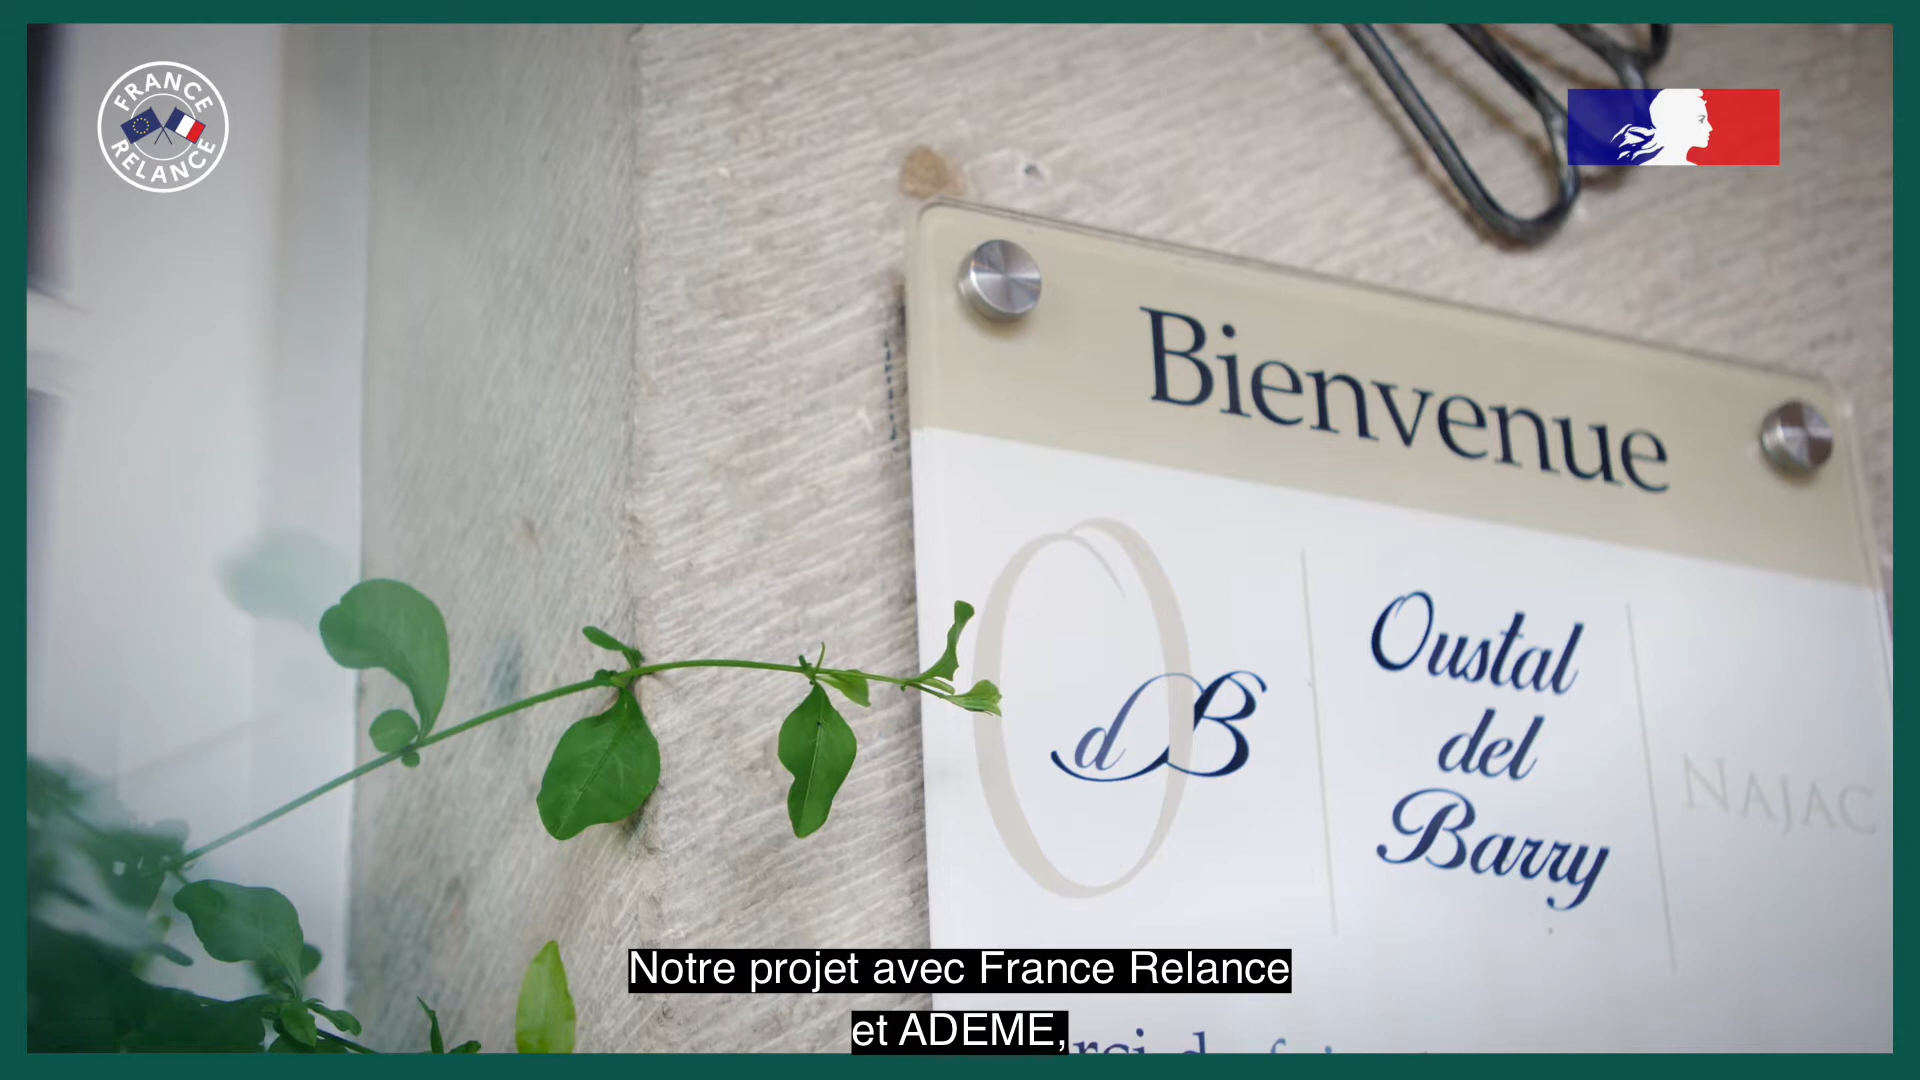 FRANCE
RELANCE
Bienvenue
O
dB
Oustal
del
Barry
NAJAC
Notre projet avec France Relance
et ADEME,